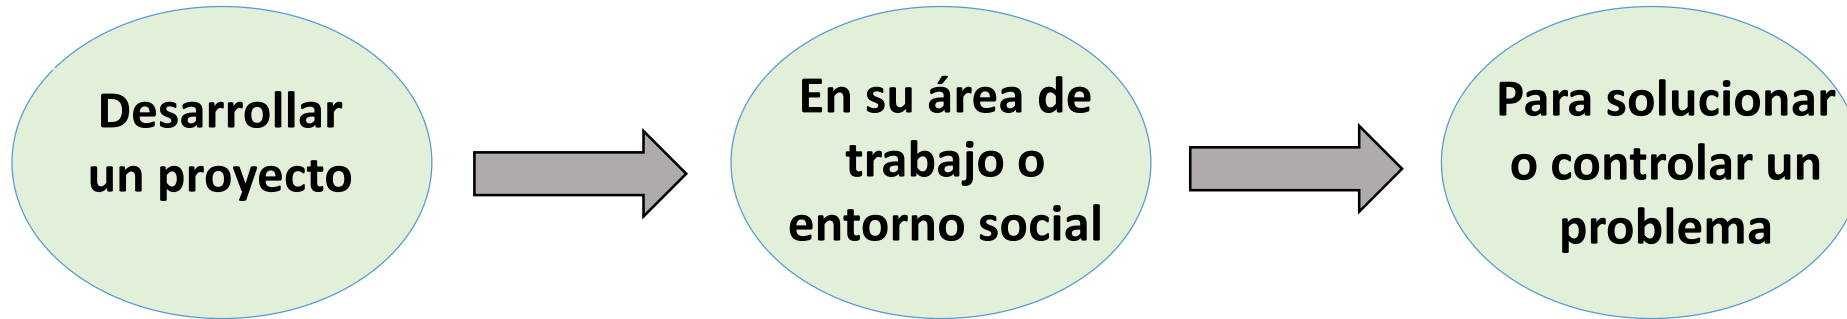 Desarrollar
un proyecto
En su área de
trabajo o
entorno social
Para solucionar
o controlar un
problema